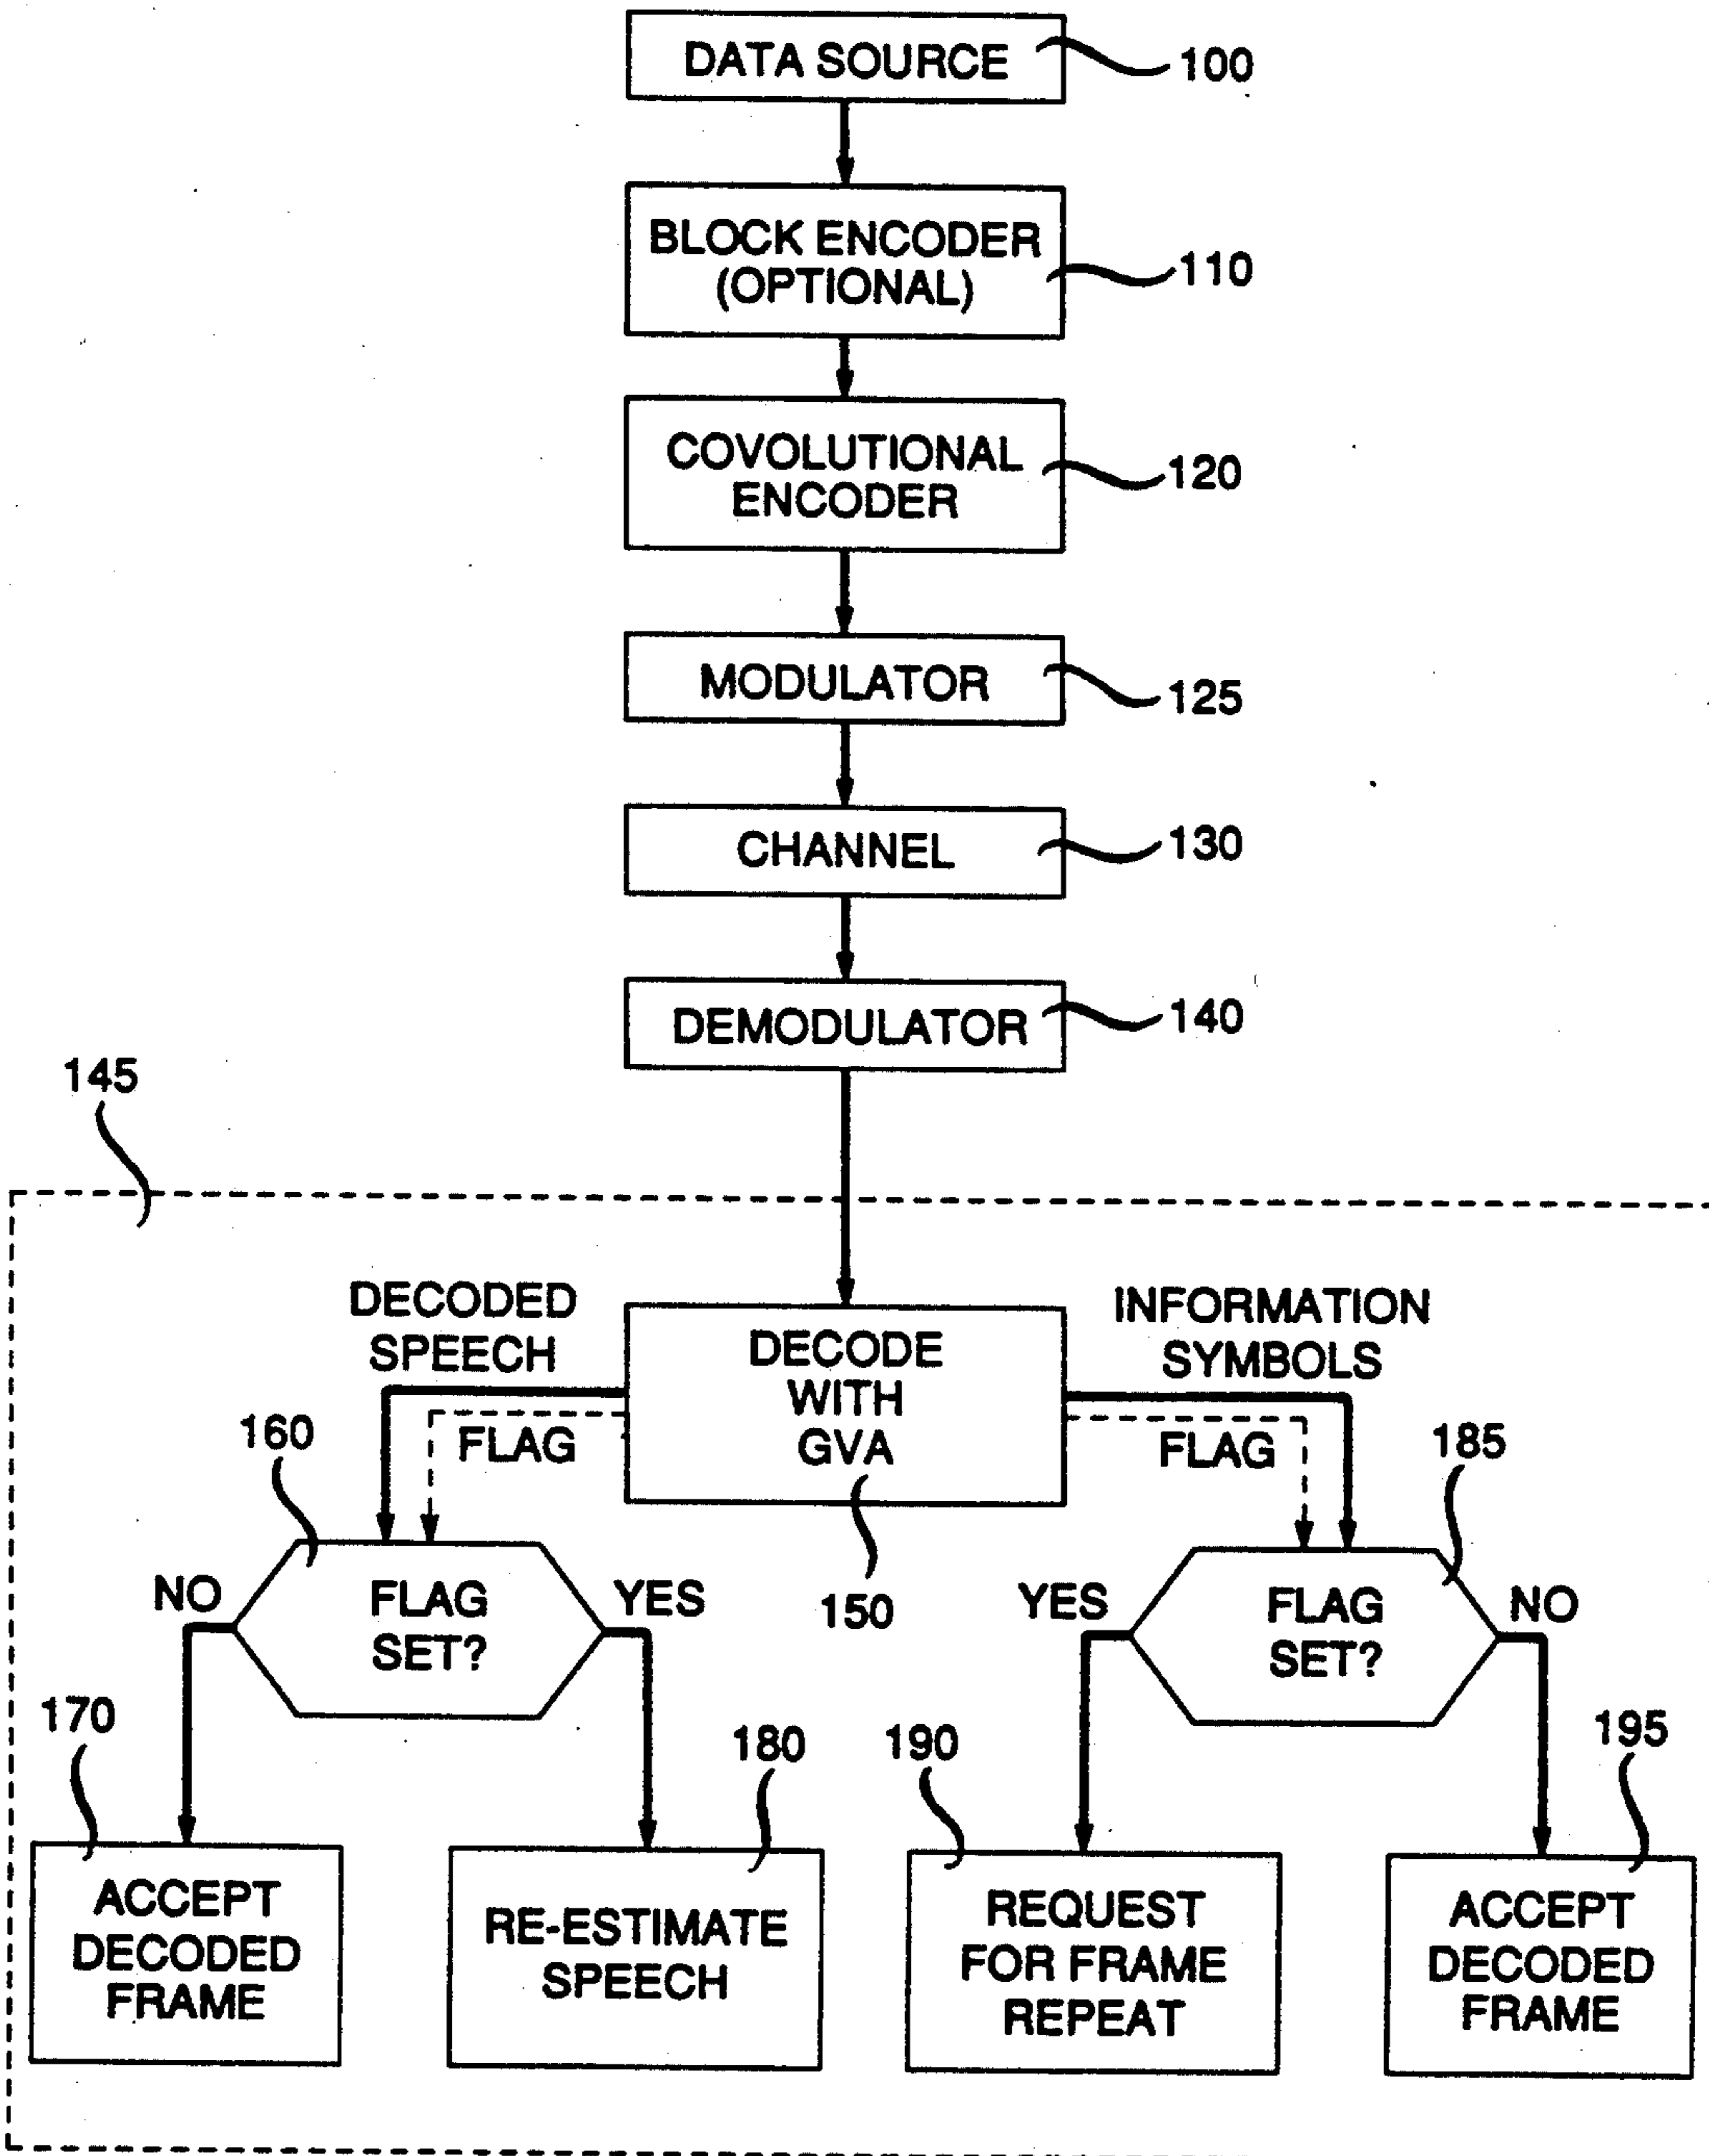 DATA SOURCE
100
BLOCK ENCODER
(OPTIONAL)
110
COVOLUTIONAL
ENCODER
120
MODULATOR
125
CHANNEL
130
DEMODULATOR
140
145
DECODED
SPEECH
FLAG
DECODE
WITH
GVA
150
INFORMATION
SYMBOLS
FLAG
160
NO
FLAG
SET?
YES
185
YES
FLAG
SET?
NO
170
ACCEPT
DECODED
FRAME
180
RE-ESTIMATE
SPEECH
190
REQUEST
FOR FRAME
REPEAT
195
ACCEPT
DECODED
FRAME